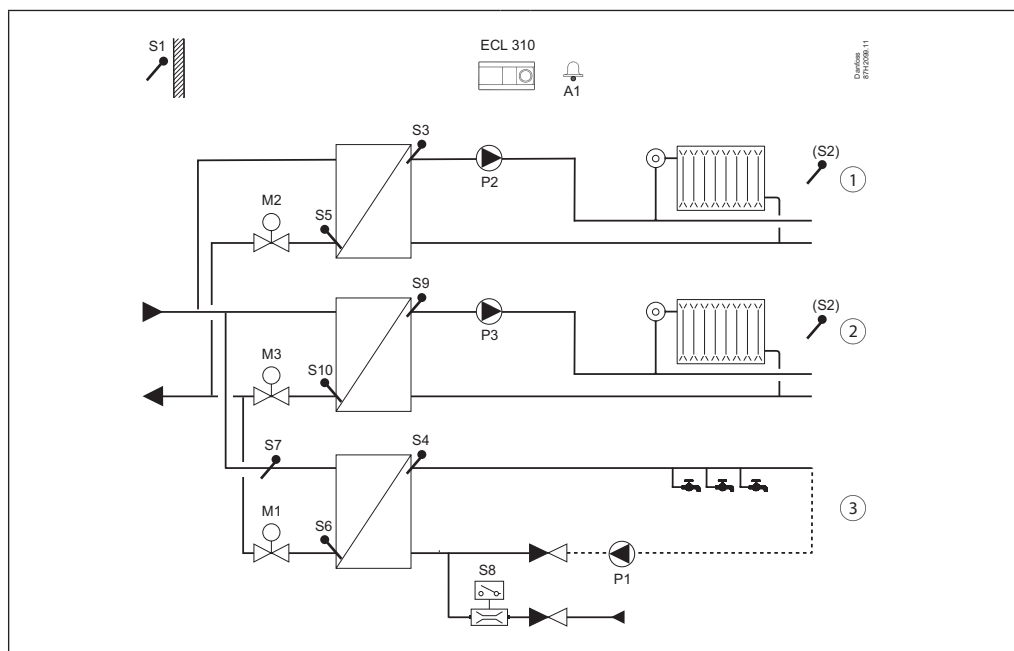 S1
ECL 310
A1
Danfoss
87H2099.11
S3
P2
(S2)
1
M2
S5
S9
P3
(S2)
2
M3
S10
S7
S4
3
M1
S6
P1
S8